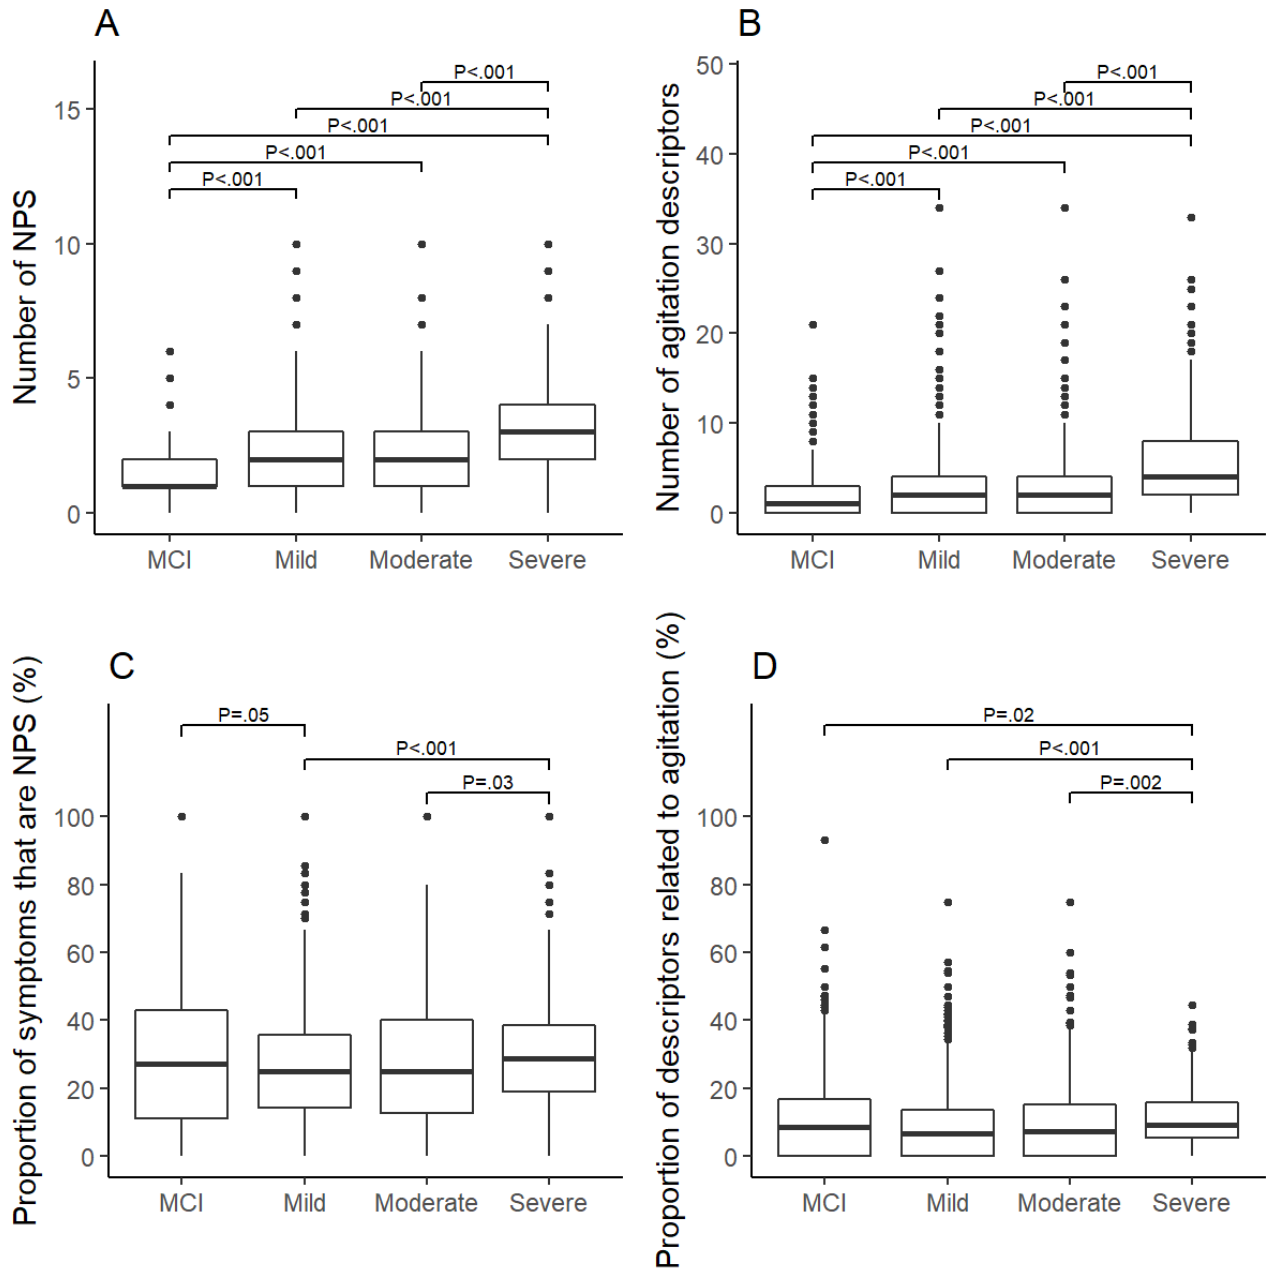 A
Number of NPS
15
10
5
0
P<.001
P<.001
P<.001
P<.001
P<.001
MCI Mild Moderate Severe
B
Number of agitation descriptors
50
40
30
20
10
0
P<.001
P<.001
P<.001
P<.001
P<.001
MCI Mild Moderate Severe
C
Proportion of symptoms that are NPS (%)
100
80
60
40
20
0
P=.05
P<.001
P=.03
MCI Mild Moderate Severe
D
Proportion of descriptors related to agitation (%)
100
80
60
40
20
0
P=.02
P<.001
P=.002
MCI Mild Moderate Severe